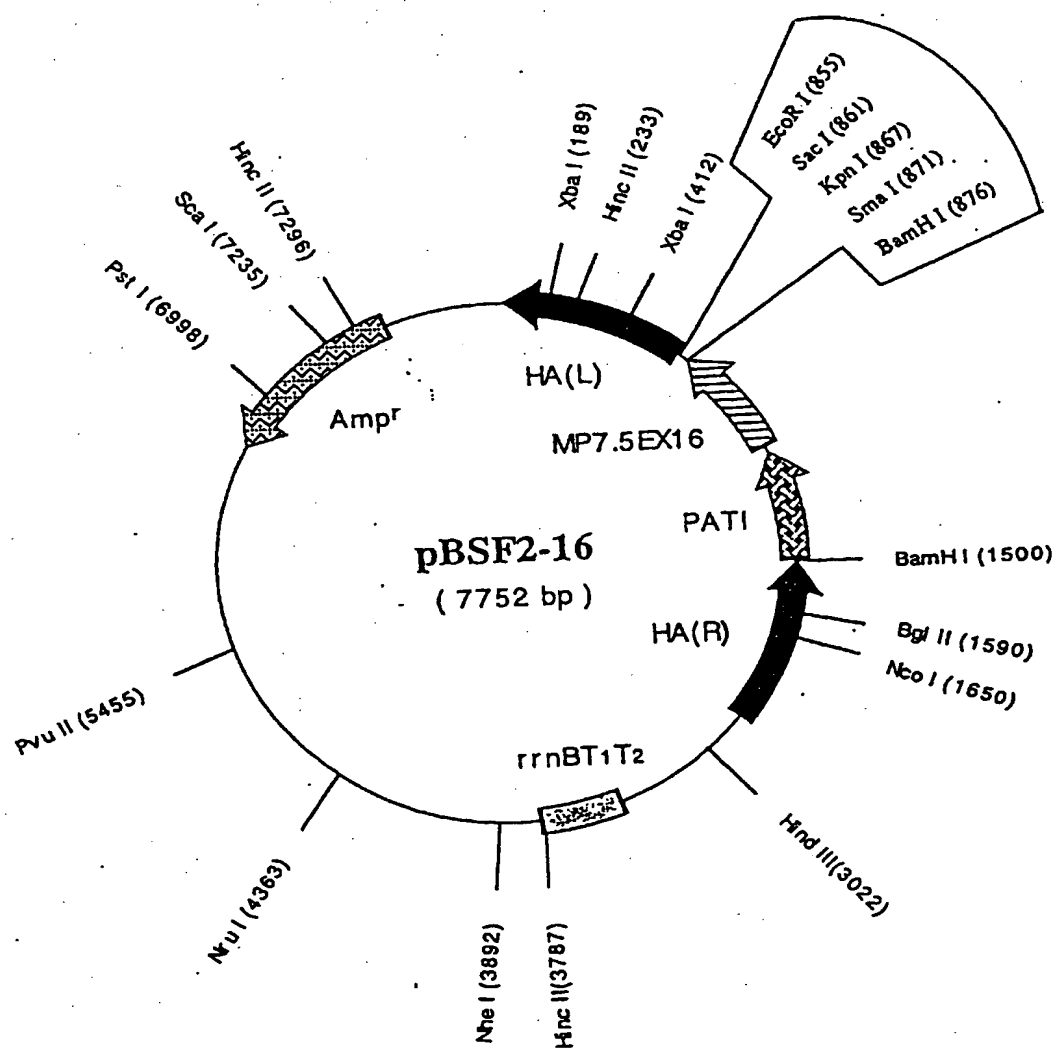 EcoR I (855)
Sac I (861)
Kpn I (867)
Sma I (871)
BamH I (876)
Xba I (189)
Hinc II (233)
Xba I (412)
Hinc II (7296)
Sca I (7235)
Pst I (6998)
HA(L)
Ampr
MP7.5EX16
PATI
pBSF2-16
( 7752 bp )
BamH I (1500)
HA(R)
Bgl II (1590)
Nco I (1650)
Pvu II (5455)
rrnBT1T2
Hind III(3022)
Nru I (4363)
Nhe I (3892)
Hinc II(3787)